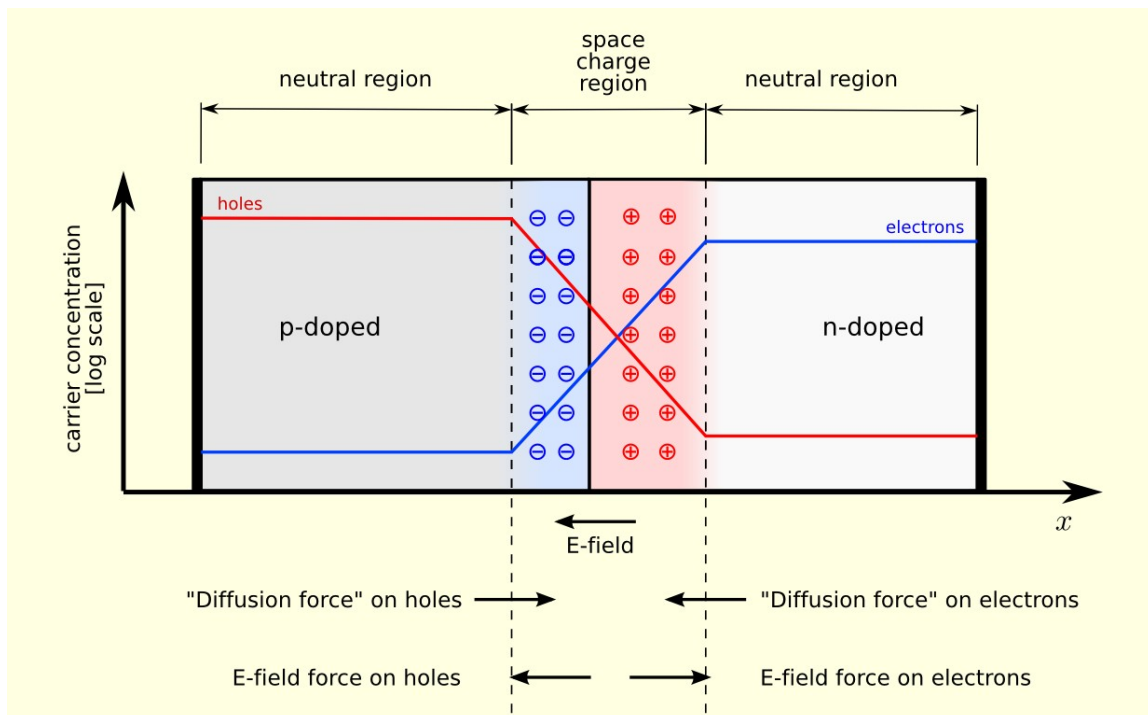 space
charge
region
neutral region
neutral region
holes
electrons
carrier concentration
[log scale]
p-doped
n-doped
x
E-field
"Diffusion force" on holes
"Diffusion force" on electrons
E-field force on holes
E-field force on electrons